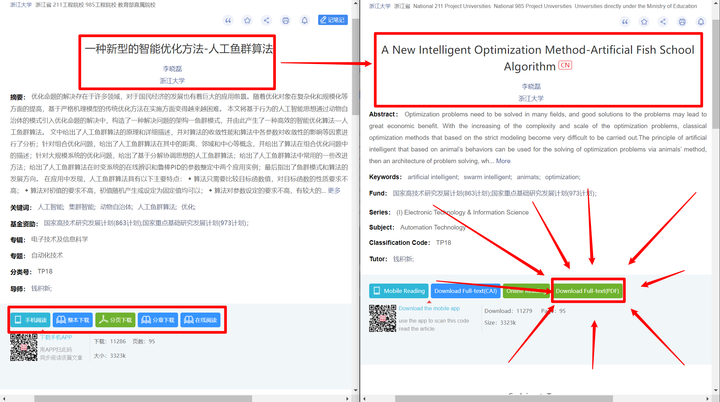 浙江大学 浙江省 211工程院校 985工程院校 教育部直属院校
记笔记
一种新型的智能优化方法-人工鱼群算法
李晓磊
浙江大学
摘要： 优化命题的解决存在于许多领域，对于国民经济的发展也有着巨大的应用前景。随着优化对象在复杂化和规模化等
方面的提高，基于严格机理模型的传统优化方法在实施方面变得越来越困难。 本文将基于行为的人工智能思想通过动物自
治体的模式引入优化命题的解决中，构造了一种解决问题的架构—鱼群模式，并由此产生了一种高效的智能优化算法—人
工鱼群算法。 文中给出了人工鱼群算法的原理和详细描述，并对算法的收敛性能和算法中各参数对收敛性的影响等因素进
行了分析；针对组合优化问题，给出了人工鱼群算法在其中的距离、邻域和中心等概念，并给出了算法在组合优化问题中
的描述；针对大规模系统的优化问题，给出了基于分解协调思想的人工鱼群算法；给出了人工鱼群算法中常用的一些改进
方法；给出了人工鱼群算法在时变系统的在线辨识和鲁棒PID的参数整定中两个应用实例；最后指出了鱼群模式和算法的
发展方向。 在应用中发现，人工鱼群算法具有以下主要特点： ● 算法只需要比较目标函数值，对目标函数的性质要求不
高； ● 算法对初值的要求不高，初值随机产生或设定为固定值均可以； ● 算法对参数设定的要求不高，有较大的... 更多
关键词： 人工智能； 集群智能； 动物自治体； 人工鱼群算法； 优化;
基金资助： 国家高技术研究发展计划(863计划);国家重点基础研究发展计划(973计划);
专辑： 电子技术及信息科学
专题： 自动化技术
分类号： TP18
导师： 钱积新;
手机阅读 整本下载 分页下载 分章下载 在线阅读
下载手机APP
用APP扫此码
同步阅读该篇文章
下载：11286 页数：95
大小：3323k
浙江大学 浙江省 National 211 Project Universities National 985 Project Universities Universities directly under the Ministry of Education
A New Intelligent Optimization Method-Artificial Fish School
Algorithm CN
李晓磊
浙江大学
Abstract： Optimization problems need to be solved in many fields, and good solutions to the problems may lead to
great economic benefit. With the increasing of the complexity and scale of the optimization problems, classical
optimization methods that based on the strict modeling become very difficult to be carried out.The principle of artificial
intelligent that based on animal's behaviors can be used for the solving of optimization problems via animals' method,
then an architecture of problem solving, wh... More
Keywords： artificial intelligent; swarm intelligent; animats; optimization;
Fund： 国家高技术研究发展计划(863计划);国家重点基础研究发展计划(973计划);
Series： (I) Electronic Technology & Information Science
Subject： Automation Technology
Classification Code： TP18
Tutor： 钱积新;
Mobile Reading Download Full-text(CAJ) Online Download Full-text(PDF)
Download the mobile app
use the app to scan this code
read the article.
Download：11279 95
Size：3323k